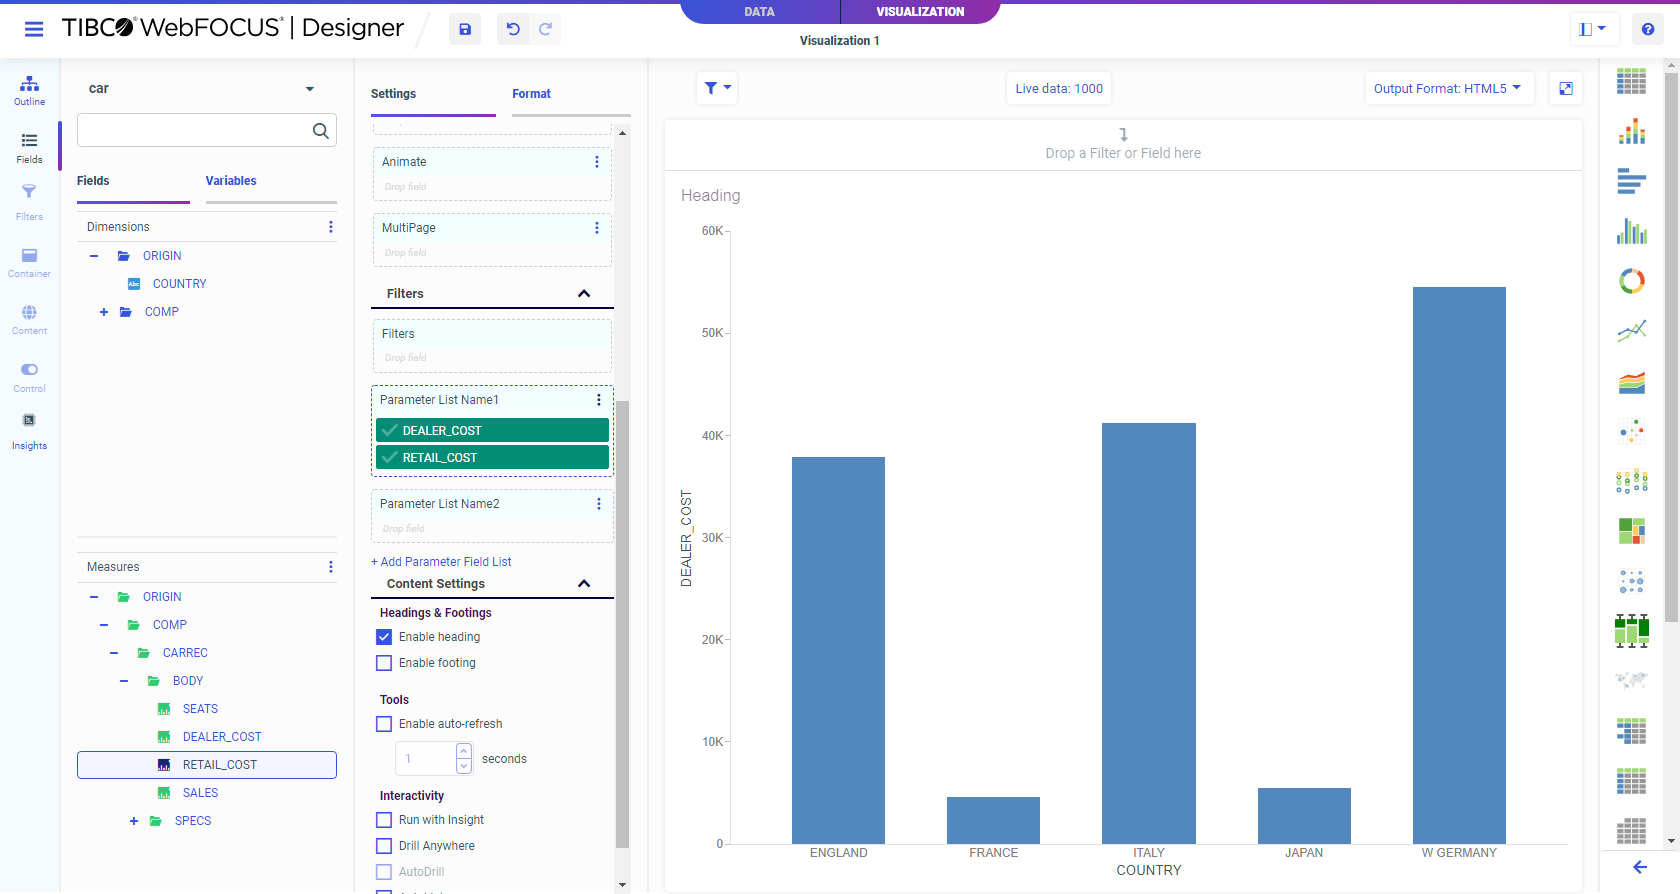 TIBCO WebFOCUS | Designer
DATA
VISUALIZATION
Visualization 1
Outline
Fields
Filters
Container
Content
Control
Insights
car
Fields
Variables
Dimensions
ORIGIN
COUNTRY
COMP
Measures
ORIGIN
COMP
CARREC
BODY
SEATS
DEALER_COST
RETAIL_COST
SALES
SPECS
Settings
Format
Animate
Drop field
MultiPage
Drop field
Filters
Filters
Drop field
Parameter List Name1
DEALER_COST
RETAIL_COST
Parameter List Name2
Drop field
+ Add Parameter Field List
Content Settings
Headings & Footings
Enable heading
Enable footing
Tools
Enable auto-refresh
1 seconds
Interactivity
Run with Insight
Drill Anywhere
AutoDrill
Live data: 1000
Output Format: HTML5
Drop a Filter or Field here
Heading
60K
50K
40K
30K
20K
10K
0
DEALER_COST
ENGLAND
FRANCE
ITALY
JAPAN
W GERMANY
COUNTRY